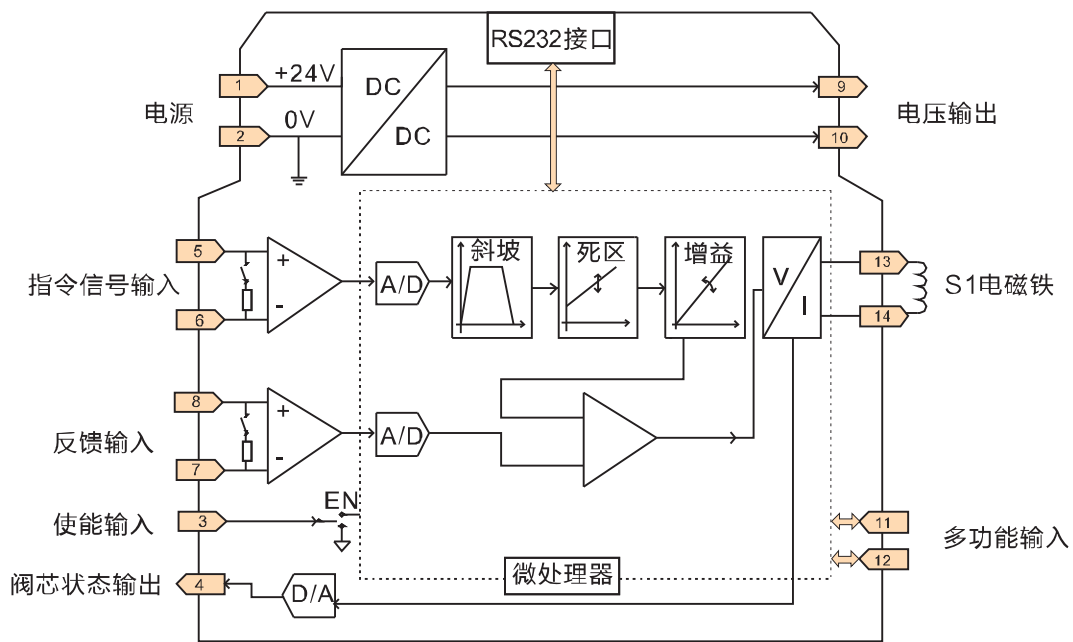 RS232接口
+24V
1
DC
9
电源
电压输出
0V
2
DC
10
5
斜坡
死区
增益
13
+
指令信号输入
A/D
V
S1电磁铁
-
I
6
14
8
+
反馈输入
A/D
-
7
EN
使能输入
3
11
多功能输入
12
微处理器
阀芯状态输出
4
D/A